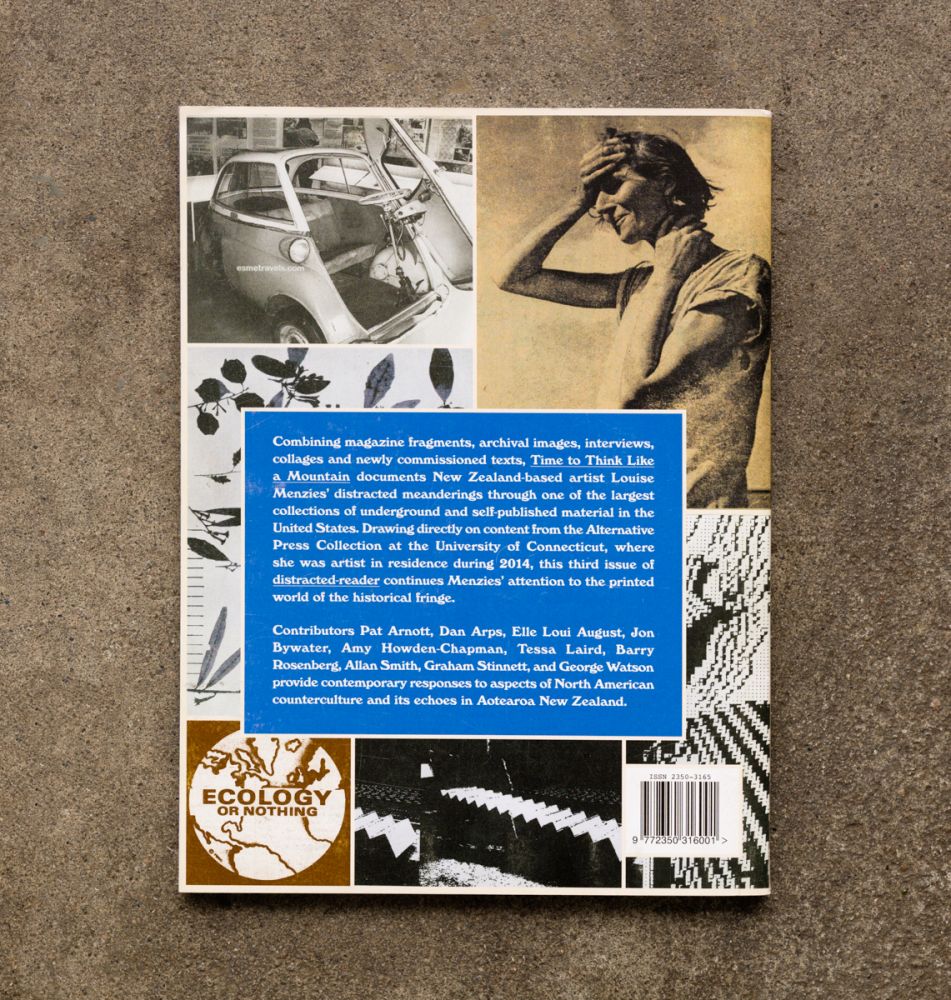 esmetravels.com
Combining magazine fragments, archival images, interviews,
collages and newly commissioned texts, Time to Think Like
a Mountain documents New Zealand-based artist Louise
Menzies' distracted meanderings through one of the largest
collections of underground and self-published material in the
United States. Drawing directly on content from the Alternative
Press Collection at the University of Connecticut, where
she was artist in residence during 2014, this third issue of
distracted-reader continues Menzies' attention to the printed
world of the historical fringe.
Contributors Pat Arnott, Dan Arps, Elle Loui August, Jon
Bywater, Amy Howden-Chapman, Tessa Laird, Barry
Rosenberg, Allan Smith, Graham Stinnett, and George Watson
provide contemporary responses to aspects of North American
counterculture and its echoes in Aotearoa New Zealand.
ECOLOGY
OR NOTHING
ISSN 2350-3165
9 772350 316001 >